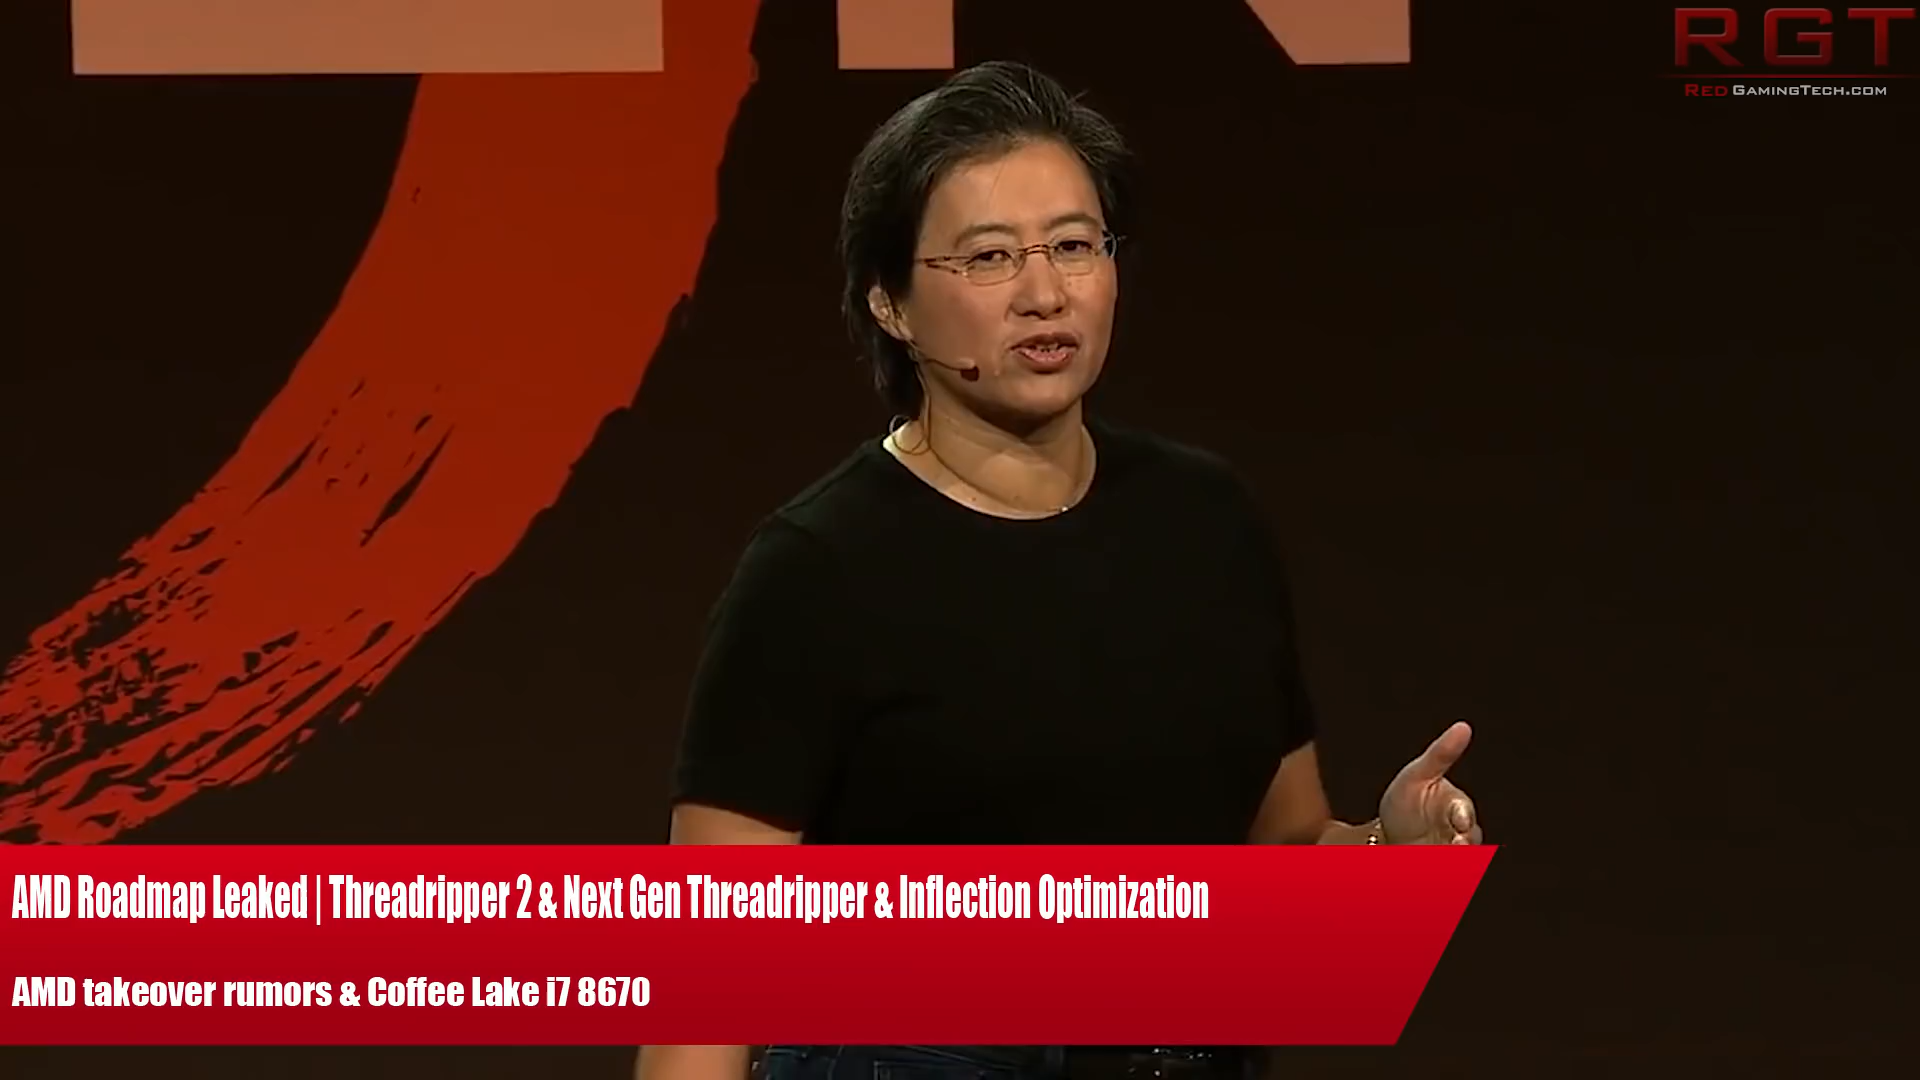 RGT
RED GAMINGTECH.COM
AMD Roadmap Leaked | Threadripper 2 & Next Gen Threadripper & Inflection Optimization
AMD takeover rumors & Coffee Lake i7 8670